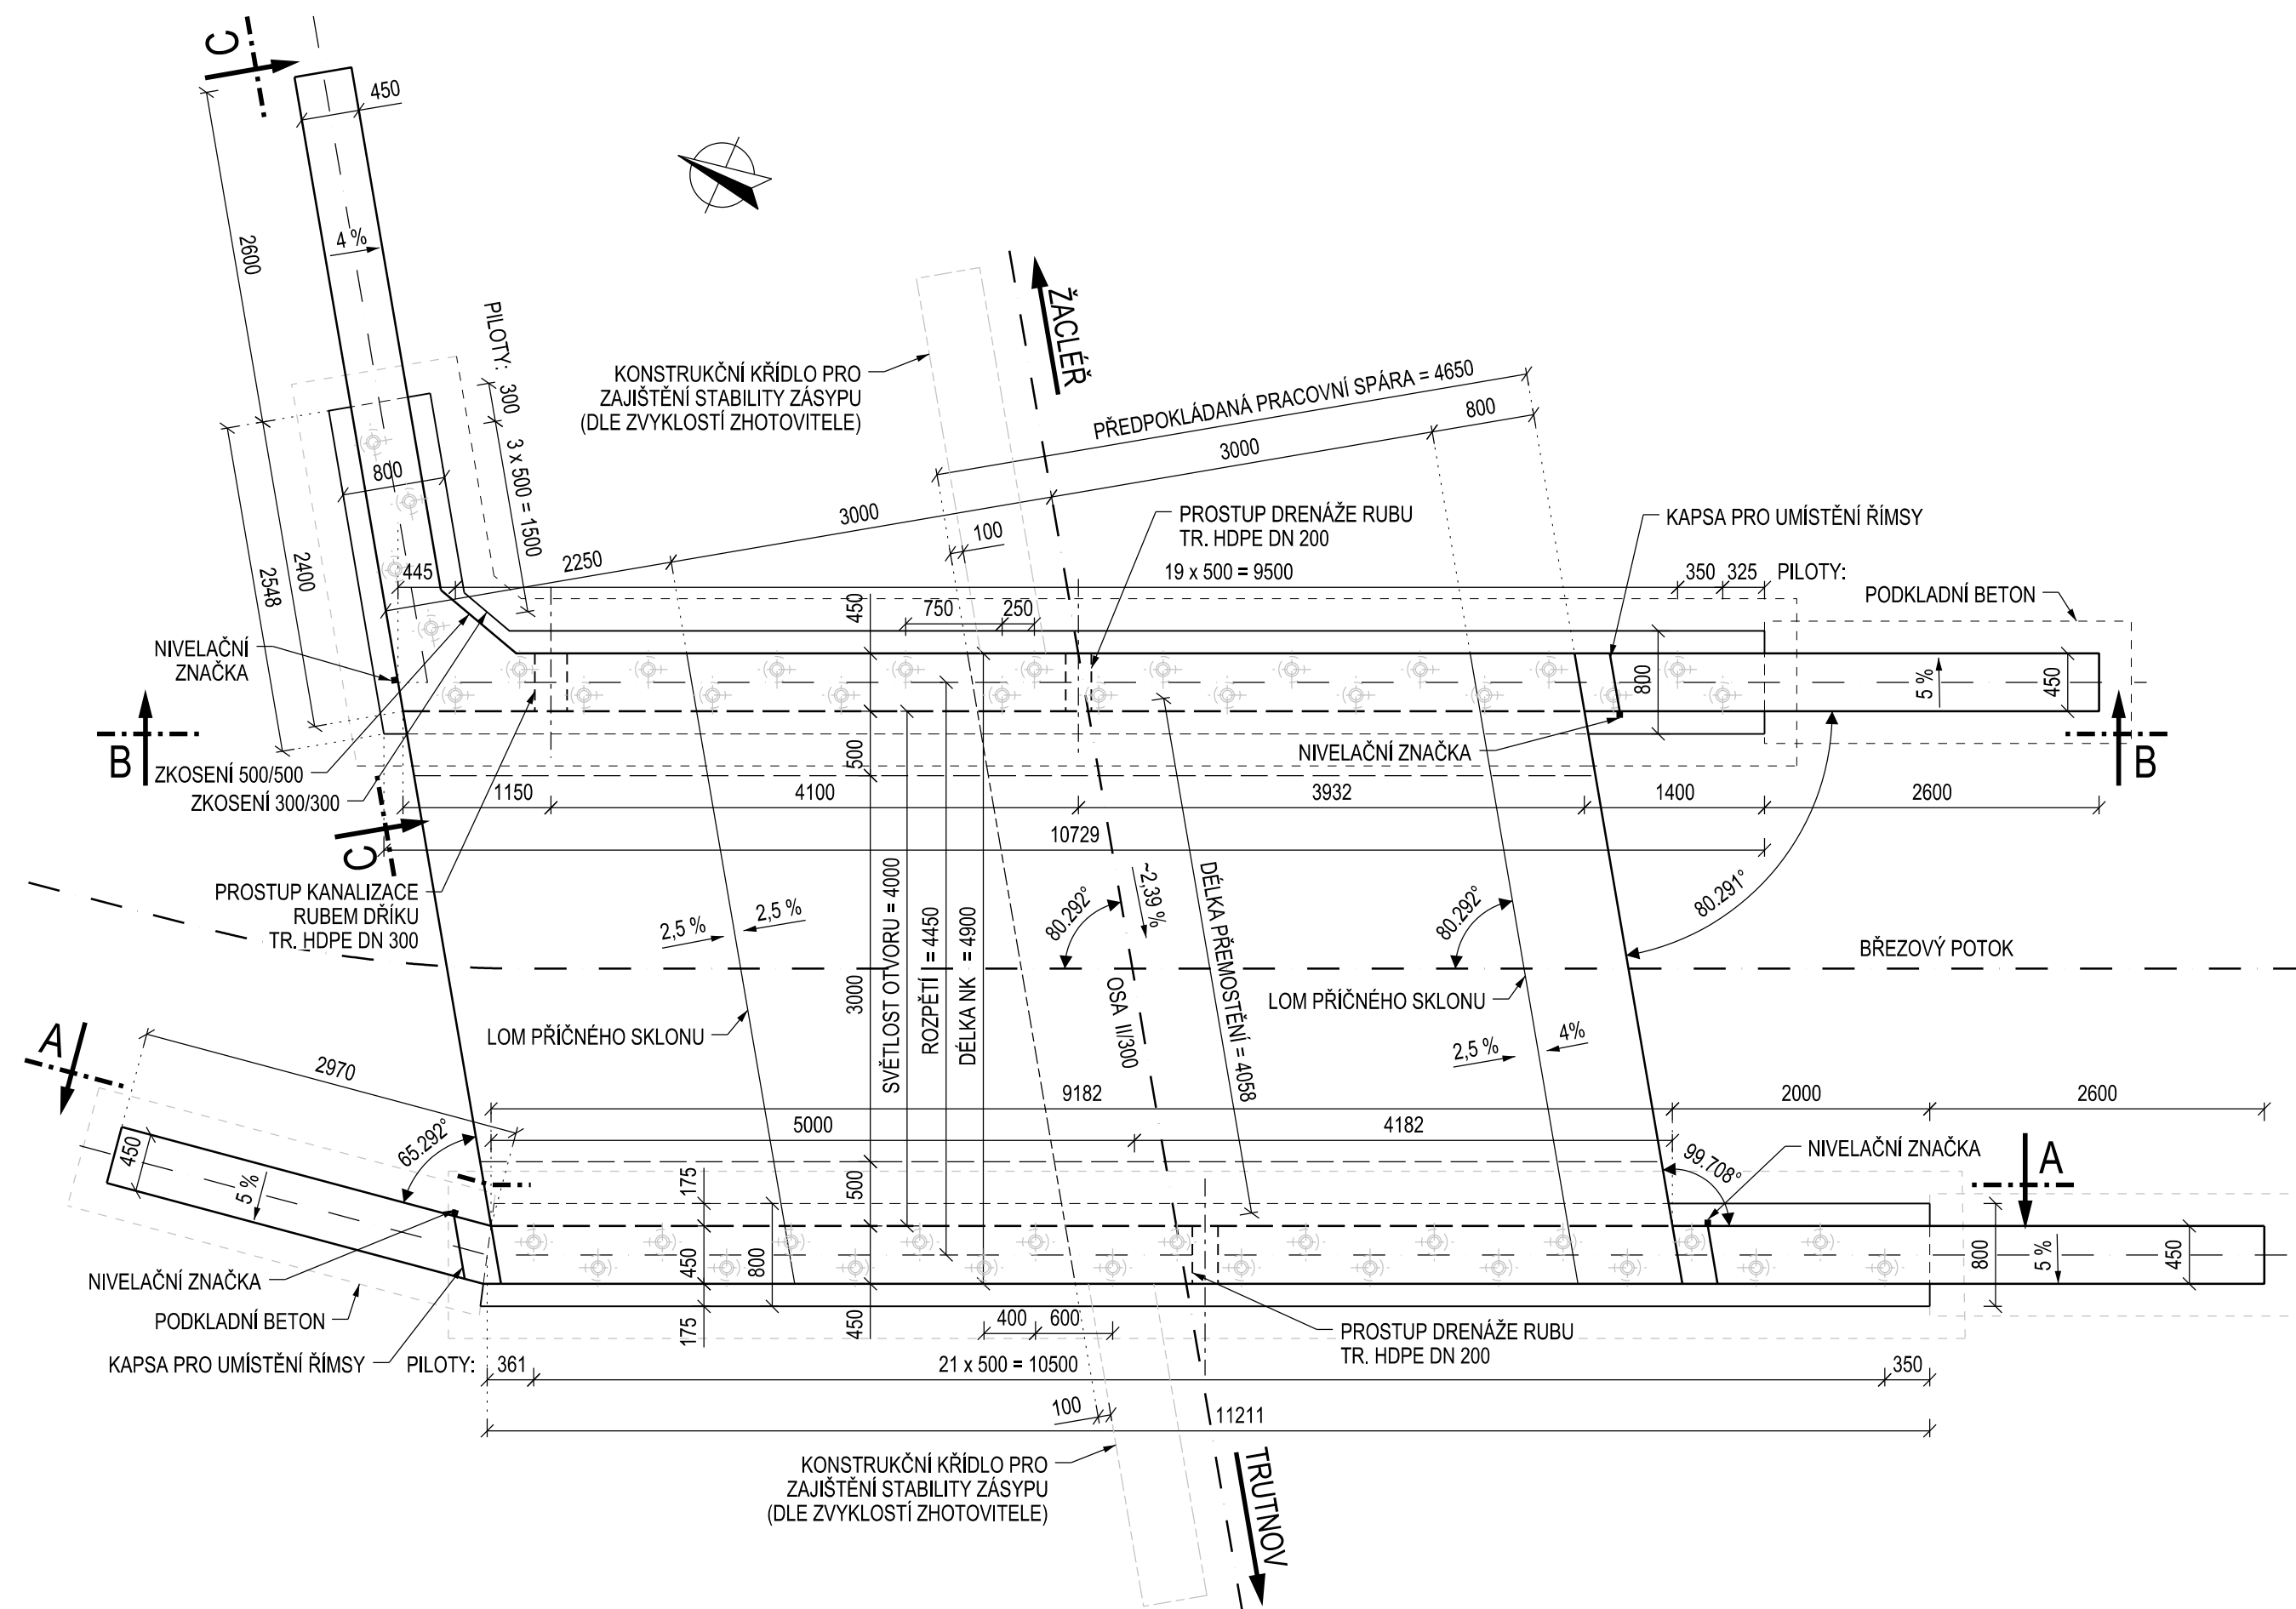 C
450
2600
4 %
PILOTY: 300 3 x 500 = 1500
KONSTRUKČNÍ KŘÍDLO PRO
ZAJIŠTĚNÍ STABILITY ZÁSYPU
(DLE ZVYKLOSTÍ ZHOTOVITELE)
ŽACLÉŘ
PŘEDPOKLÁDANÁ PRACOVNÍ SPÁRA = 4650
800
3000
3000
2250
100
800
2400
2548
445
PROSTUP DRENÁŽE RUBU
TR. HDPE DN 200
KAPSA PRO UMÍSTĚNÍ ŘÍMSY
19 x 500 = 9500
350
325
PILOTY:
PODKLADNÍ BETON
450
750
250
NIVELAČNÍ
ZNAČKA
800
5 %
450
B
ZKOSENÍ 500/500
ZKOSENÍ 300/300
500
NIVELAČNÍ ZNAČKA
B
1150
4100
3932
1400
2600
10729
C
PROSTUP KANALIZACE
RUBEM DŘÍKU
TR. HDPE DN 300
2,5 %
2,5 %
3000
SVĚTLOST OTVORU = 4000
ROZPĚTÍ = 4450
DÉLKA NK = 4900
80.292°
~2,39 %
DÉLKA PŘEMOSTĚNÍ = 4058
80.292°
80.291°
BŘEZOVÝ POTOK
OSA II/300
LOM PŘÍČNÉHO SKLONU
LOM PŘÍČNÉHO SKLONU
2,5 %
4%
A
2970
9182
2000
2600
5000
4182
65.292°
450
5 %
175
500
99.708°
NIVELAČNÍ ZNAČKA
A
450
800
800
5 %
450
NIVELAČNÍ ZNAČKA
PODKLADNÍ BETON
KAPSA PRO UMÍSTĚNÍ ŘÍMSY
175
450
400
600
PROSTUP DRENÁŽE RUBU
TR. HDPE DN 200
PILOTY:
361
21 x 500 = 10500
350
100
11211
KONSTRUKČNÍ KŘÍDLO PRO
ZAJIŠTĚNÍ STABILITY ZÁSYPU
(DLE ZVYKLOSTÍ ZHOTOVITELE)
TRUTNOV